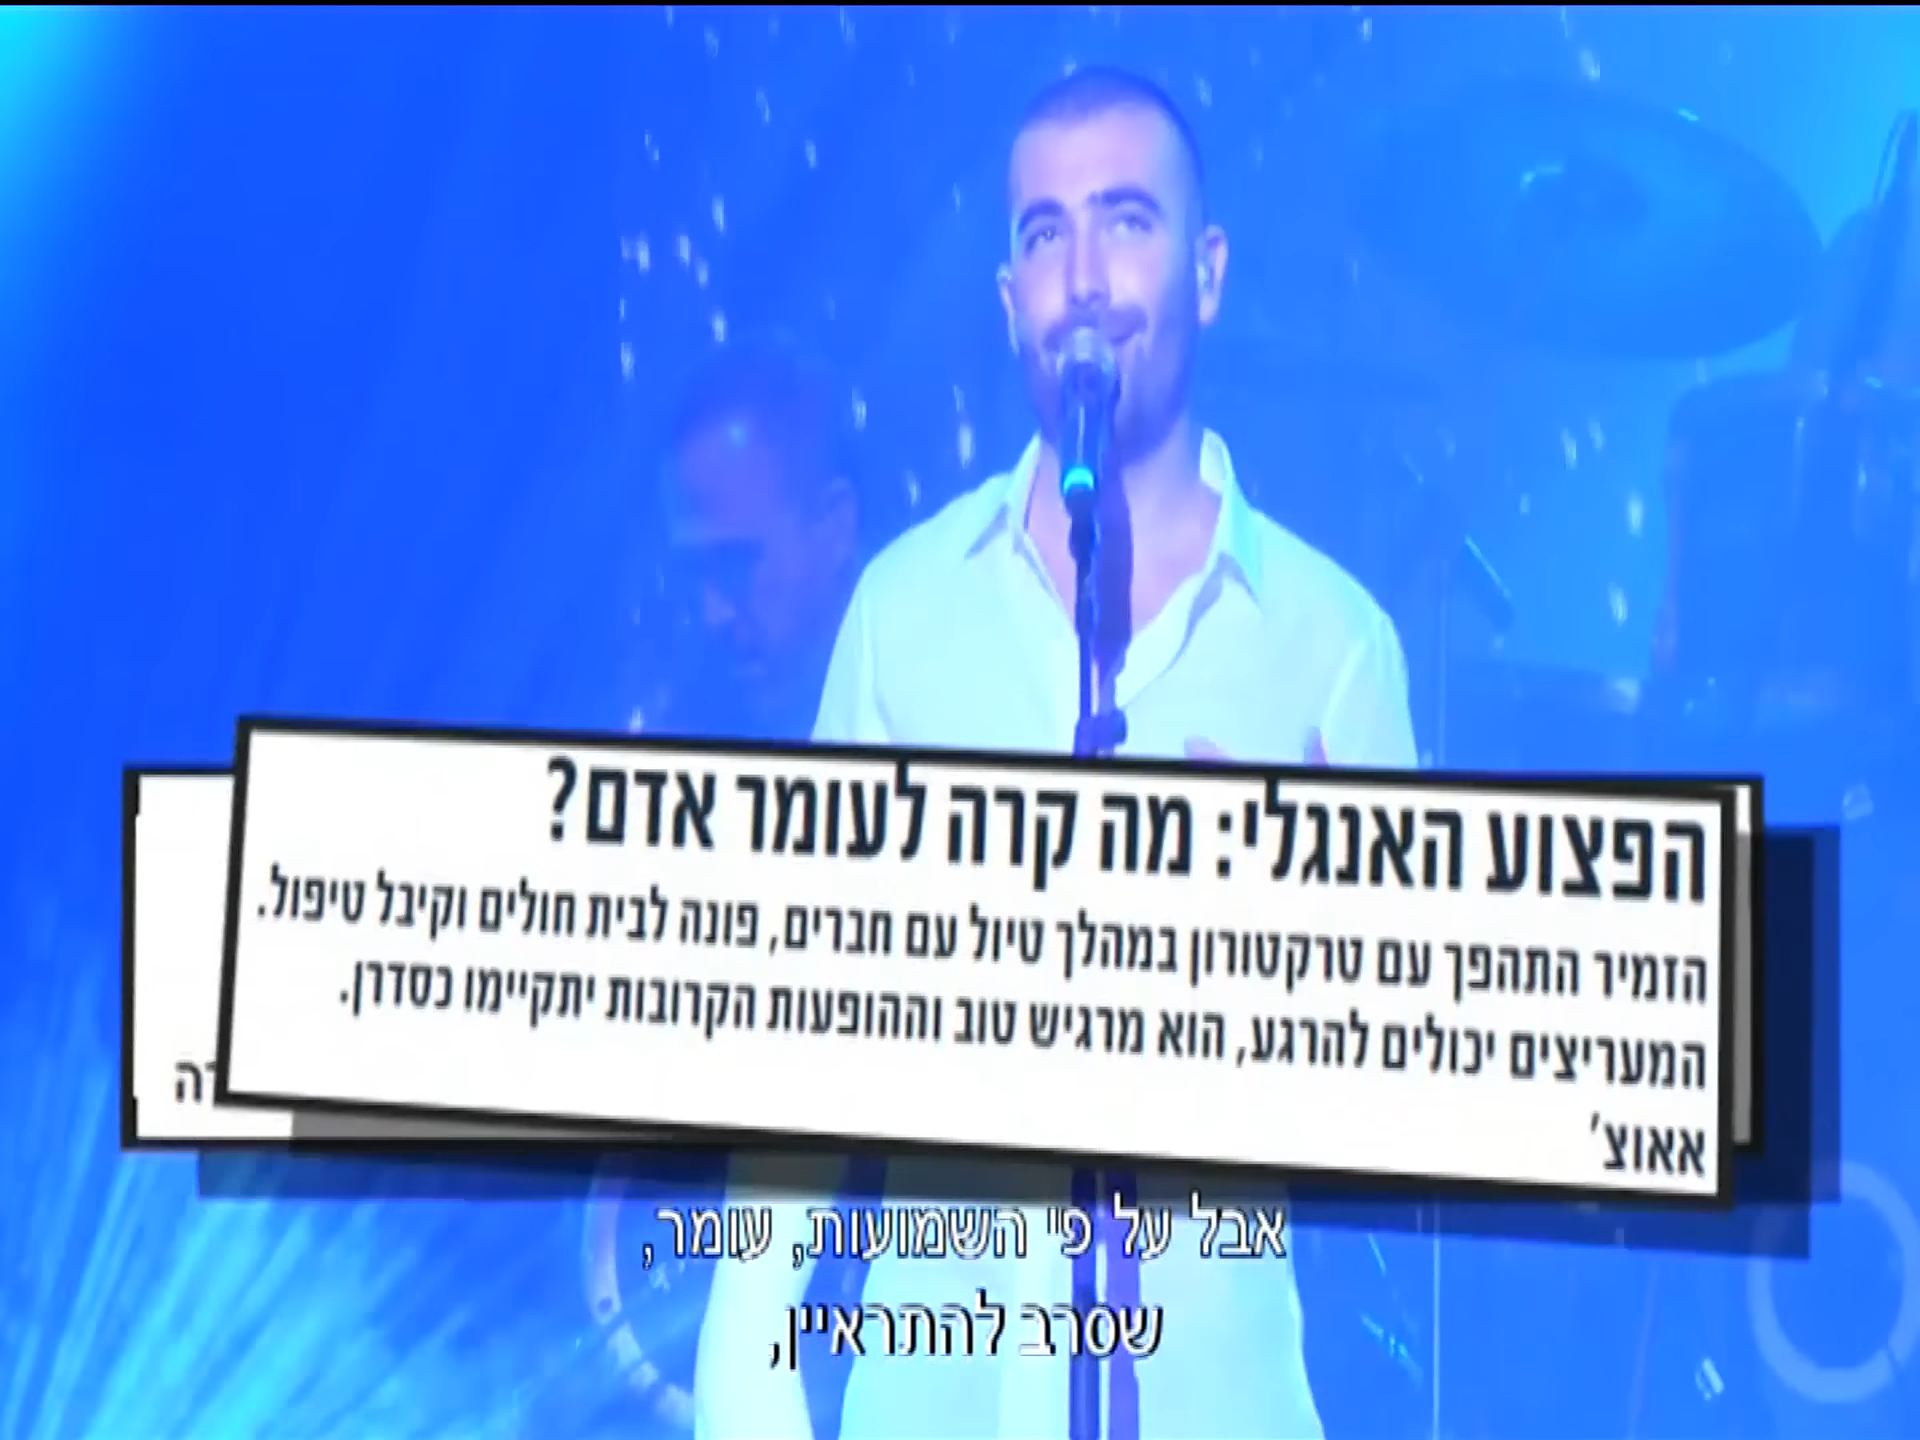 הפצוע האנגלי: מה קרה לעומר אדם?
הזמיר התהפך עם טרקטורון במהלך טיול עם חברים, פונה לבית חולים וקיבל טיפול.
המעריצים יכולים להרגע, הוא מרגיש טוב וההופעות הקרובות יתקיימו כסדרן.
אאוצ'
אבל על פי השמועות, עומר,
שסרב להתראיין,